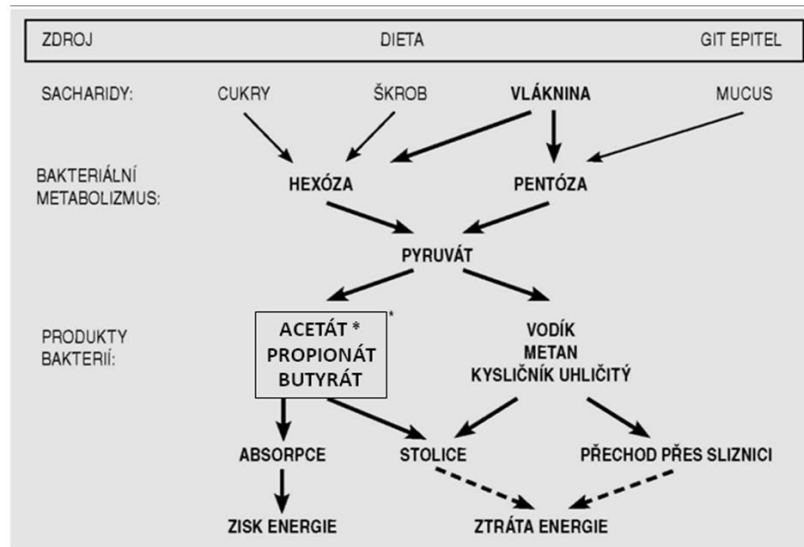 ZDROJ DIETA GIT EPITEL
SACHARIDY: CUKRY ŠKROB VLÁKNINA MUCUS
BAKTERIÁLNÍ
METABOLIZMUS:
HEXÓZA PENTÓZA
PYRUVÁT
PRODUKTY
BAKTERIÍ:
ACETÁT * *
PROPIONÁT
BUTYRÁT
VODÍK
METAN
KYSLIČNÍK UHLIČITÝ
ABSORPCE STOLICE PŘECHOD PŘES SLIZNICI
ZISK ENERGIE ZTRÁTA ENERGIE